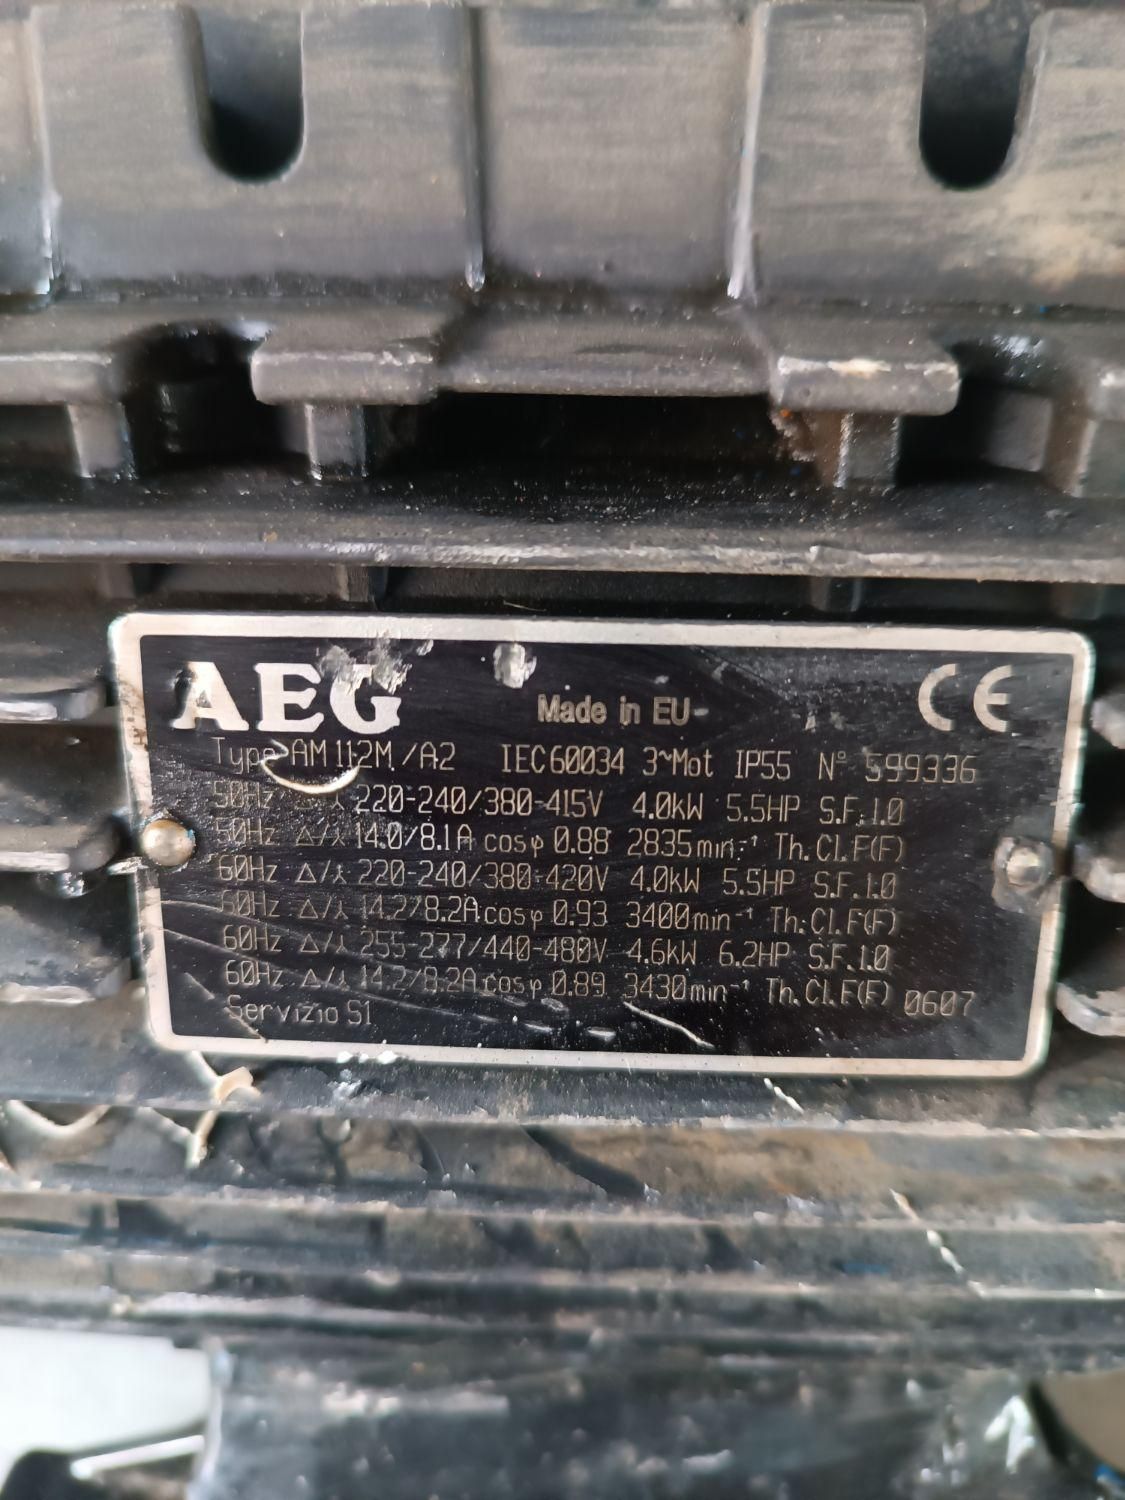 AEG Made in EU CE
Type AM112M/A2 IEC60034 3~Mot IP55 N° 599336
50Hz Δ/⅄ 220-240/380-415V 4.0kW 5.5HP S.F.1.0
50Hz Δ/⅄ 14.0/8.1A cosφ 0.88 2835min⁻¹ Th.Cl.F(F)
60Hz Δ/⅄ 220-240/380-420V 4.0kW 5.5HP S.F.1.0
60Hz Δ/⅄ 14.2/8.2A cosφ 0.93 3400min⁻¹ Th.Cl.F(F)
60Hz Δ/⅄ 255-277/440-480V 4.6kW 6.2HP S.F.1.0
60Hz Δ/⅄ 14.2/8.2A cosφ 0.89 3430min⁻¹ Th.Cl.F(F) 0607
Servizio S1